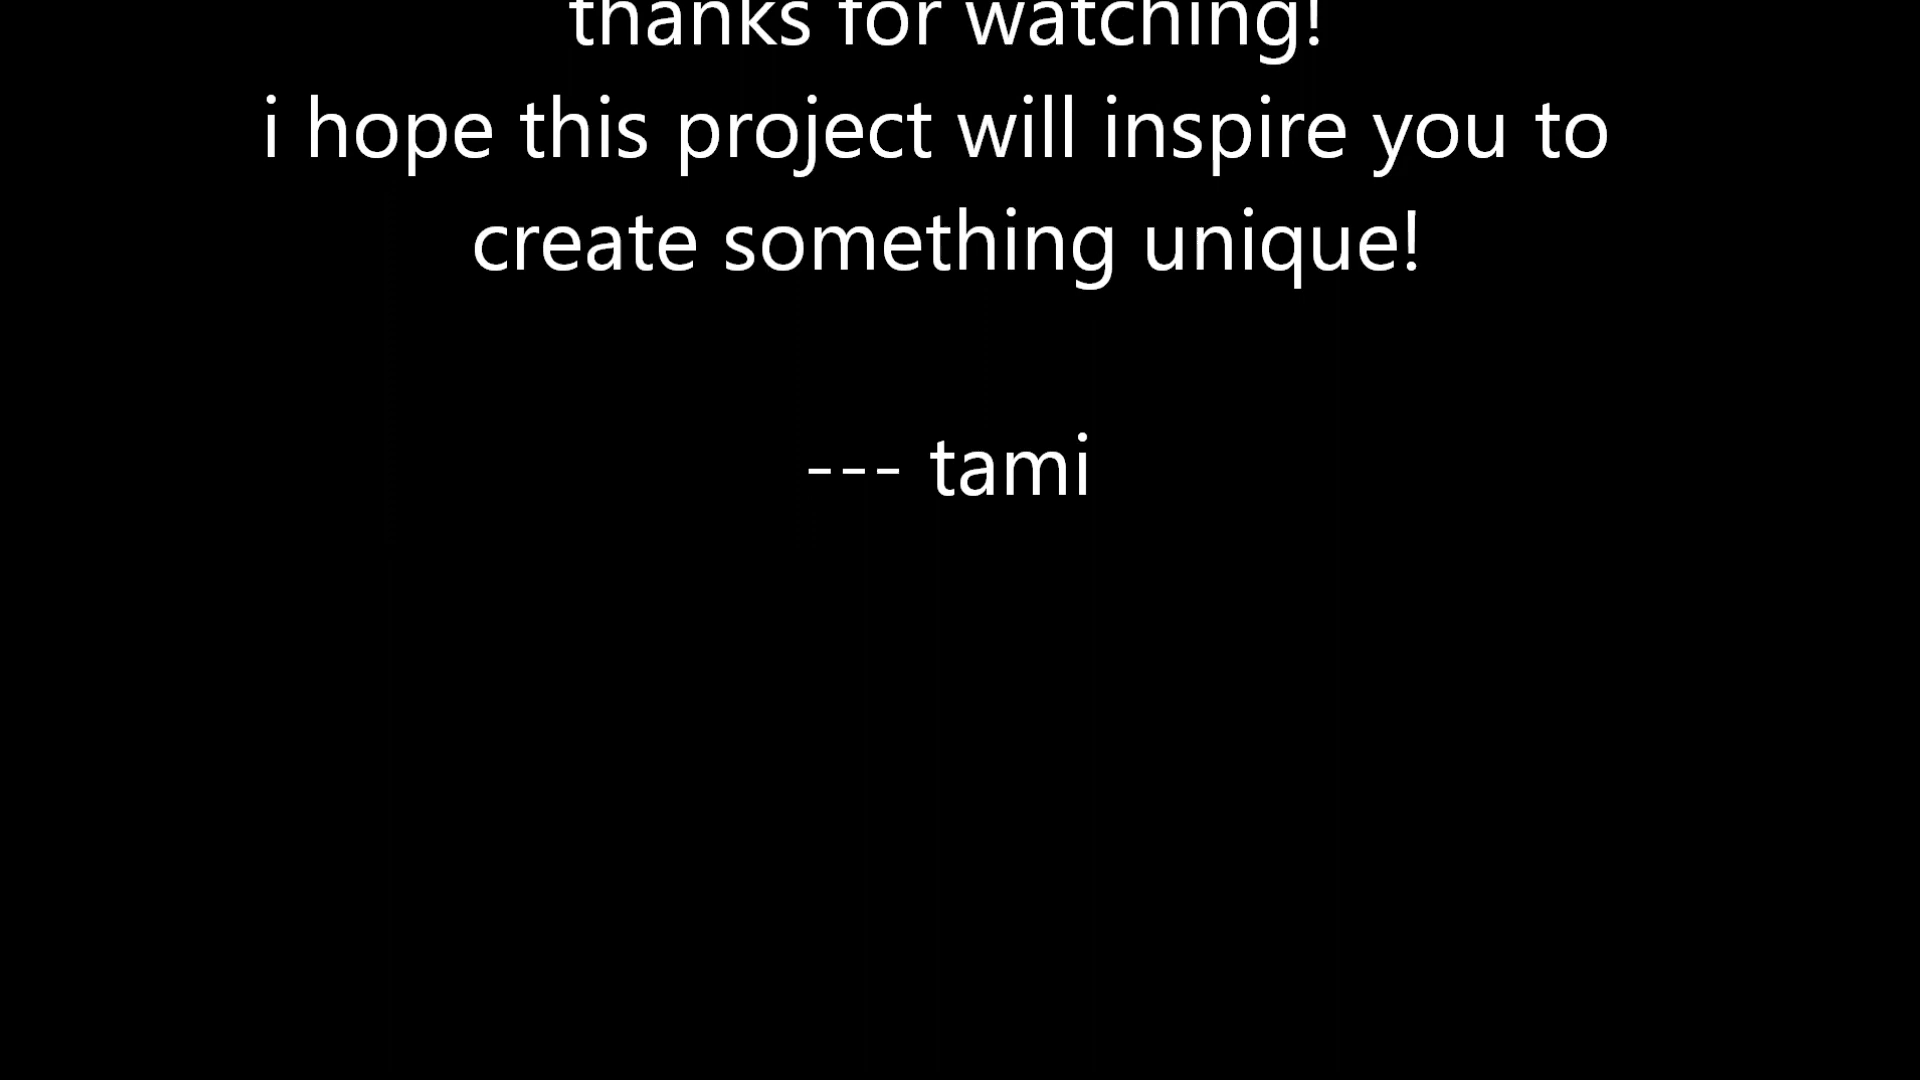 thanks for watching!
i hope this project will inspire you to
create something unique!
--- tami